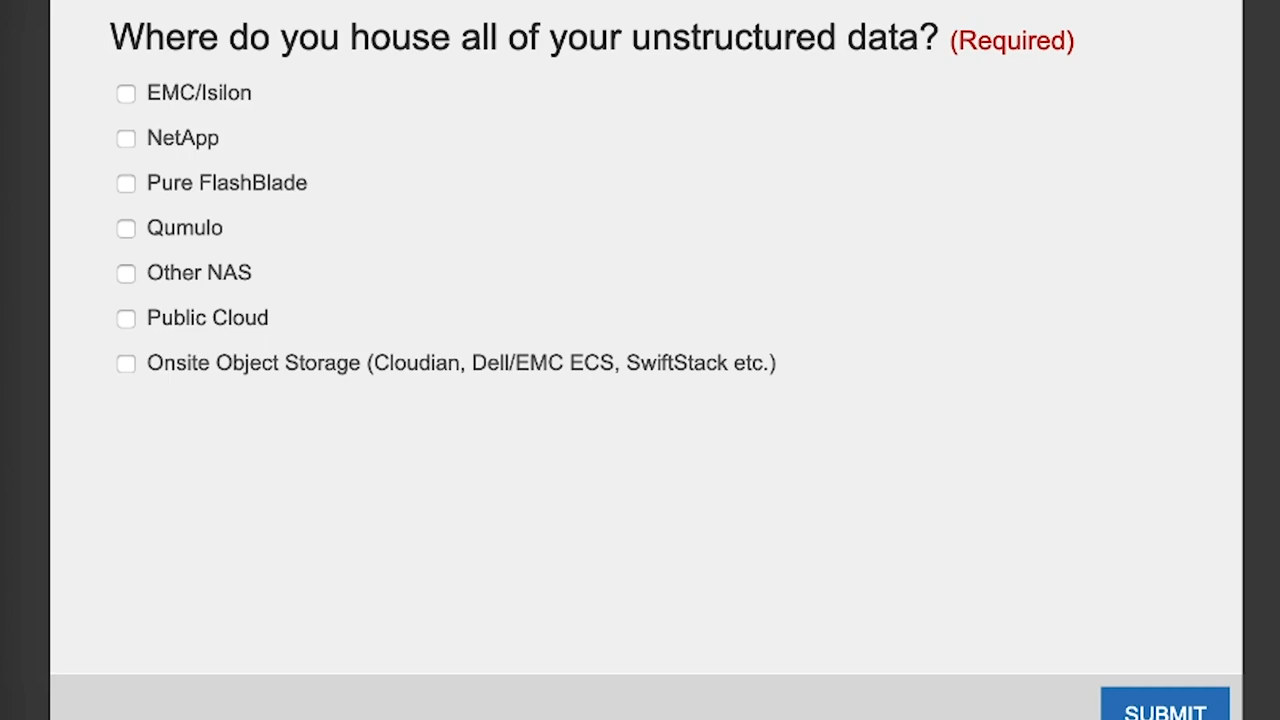 Where do you house all of your unstructured data? (Required)
EMC/Isilon
NetApp
Pure FlashBlade
Qumulo
Other NAS
Public Cloud
Onsite Object Storage (Cloudian, Dell/EMC ECS, SwiftStack etc.)
SUBMIT